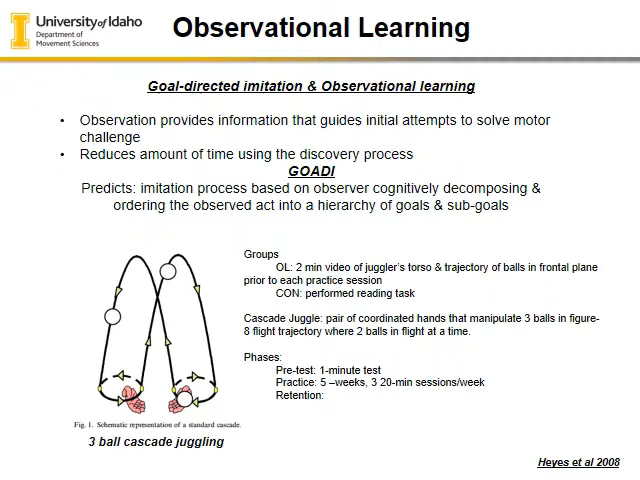 University of Idaho
Department of
Movement Sciences
Observational Learning
Goal-directed imitation & Observational learning
• Observation provides information that guides initial attempts to solve motor
challenge
• Reduces amount of time using the discovery process
GOADI
Predicts: imitation process based on observer cognitively decomposing &
ordering the observed act into a hierarchy of goals & sub-goals
Groups
OL: 2 min video of juggler's torso & trajectory of balls in frontal plane
prior to each practice session
CON: performed reading task
Cascade Juggle: pair of coordinated hands that manipulate 3 balls in figure-
8 flight trajectory where 2 balls in flight at a time.
Phases:
Pre-test: 1-minute test
Practice: 5 –weeks, 3 20-min sessions/week
Retention:
Fig. 1. Schematic representation of a standard cascade.
3 ball cascade juggling
Heyes et al 2008